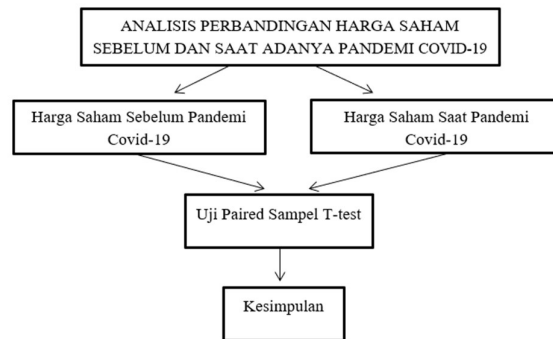 ANALISIS PERBANDINGAN HARGA SAHAM
SEBELUM DAN SAAT ADANYA PANDEMI COVID-19
Harga Saham Sebelum Pandemi
Covid-19
Harga Saham Saat Pandemi
Covid-19
Uji Paired Sampel T-test
Kesimpulan